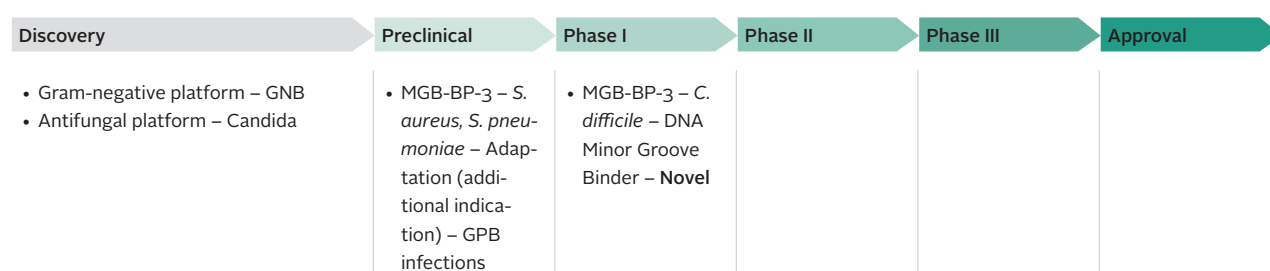 Discovery
Preclinical
Phase I
Phase II
Phase III
Approval
• Gram-negative platform – GNB
• Antifungal platform – Candida
• MGB-BP-3 – S.
aureus, S. pneu-
moniae – Adap-
tation (addi-
tional indica-
tion) – GPB
infections
• MGB-BP-3 – C.
difficile – DNA
Minor Groove
Binder – Novel